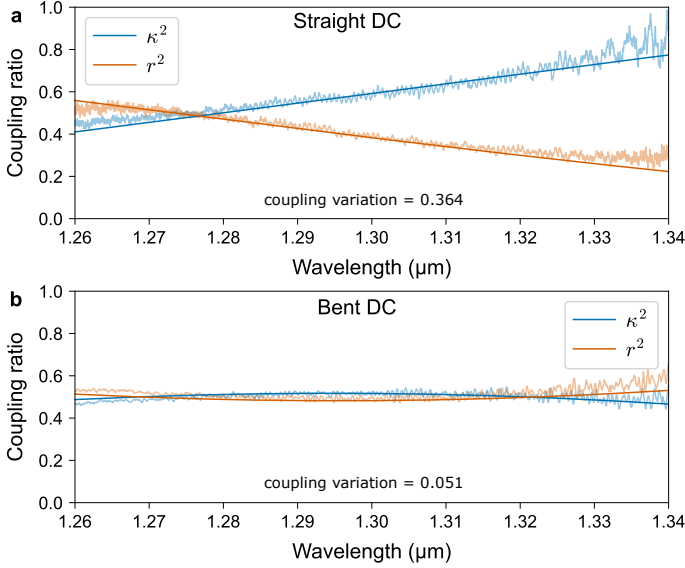 a
Straight DC
κ²
r²
Coupling ratio
1.0
0.8
0.6
0.4
0.2
0.0
coupling variation = 0.364
1.26 1.27 1.28 1.29 1.30 1.31 1.32 1.33 1.34
Wavelength (μm)
b
Bent DC
κ²
r²
Coupling ratio
1.0
0.8
0.6
0.4
0.2
0.0
coupling variation = 0.051
1.26 1.27 1.28 1.29 1.30 1.31 1.32 1.33 1.34
Wavelength (μm)